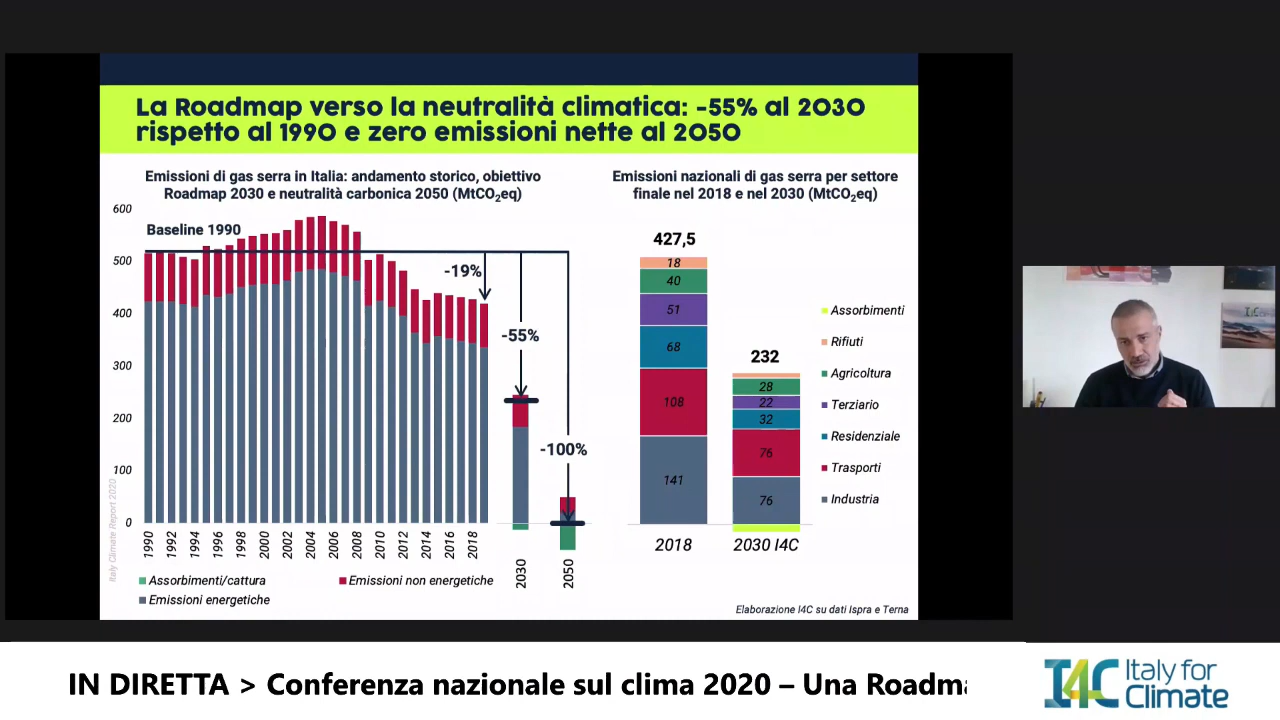 La Roadmap verso la neutralità climatica: -55% al 2030
rispetto al 1990 e zero emissioni nette al 2050
Emissioni di gas serra in Italia: andamento storico, obiettivo
Roadmap 2030 e neutralità carbonica 2050 (MtCO2eq)
600
500
400
300
200
100
0
Baseline 1990
-19%
-55%
-100%
1990
1992
1994
1996
1998
2000
2002
2004
2006
2008
2010
2012
2014
2016
2018
2030
2050
Assorbimenti/cattura
Emissioni non energetiche
Emissioni energetiche
Italy Climate Report 2020
Emissioni nazionali di gas serra per settore
finale nel 2018 e nel 2030 (MtCO2eq)
427,5
18
40
51
68
108
141
2018
232
28
22
32
76
76
2030 I4C
Assorbimenti
Rifiuti
Agricoltura
Terziario
Residenziale
Trasporti
Industria
Elaborazione I4C su dati Ispra e Terna
I4C
IN DIRETTA > Conferenza nazionale sul clima 2020 – Una Roadma
I4C
Italy for
Climate